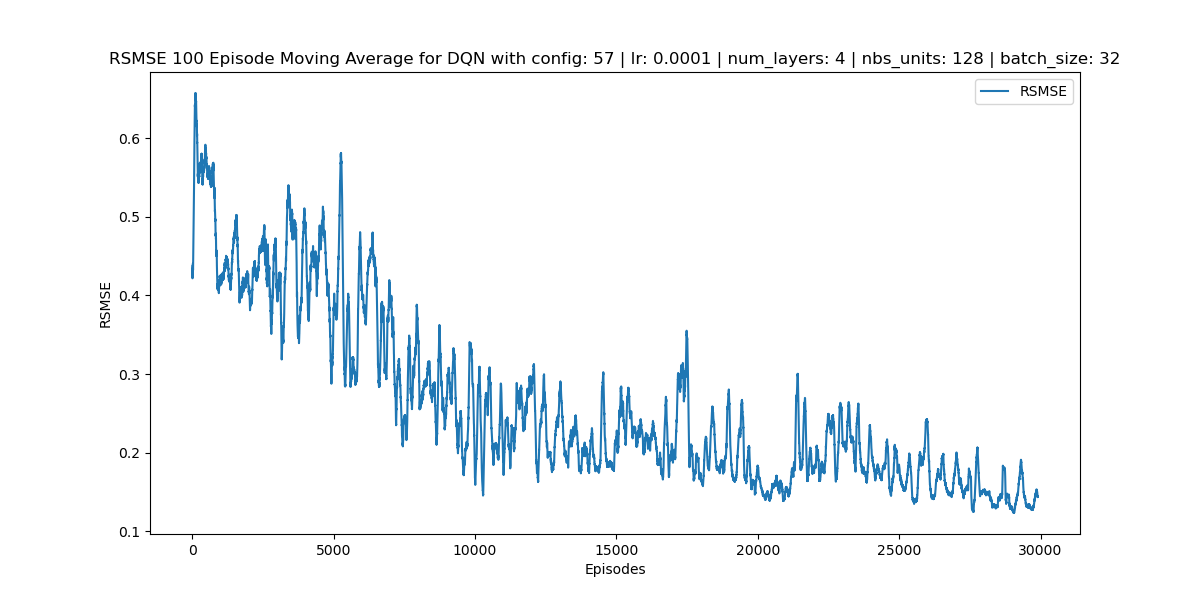 RSMSE 100 Episode Moving Average for DQN with config: 57 | lr: 0.0001 | num_layers: 4 | nbs_units: 128 | batch_size: 32
RSMSE
0.6
0.5
0.4
0.3
0.2
0.1
RSMSE
0 5000 10000 15000 20000 25000 30000
Episodes